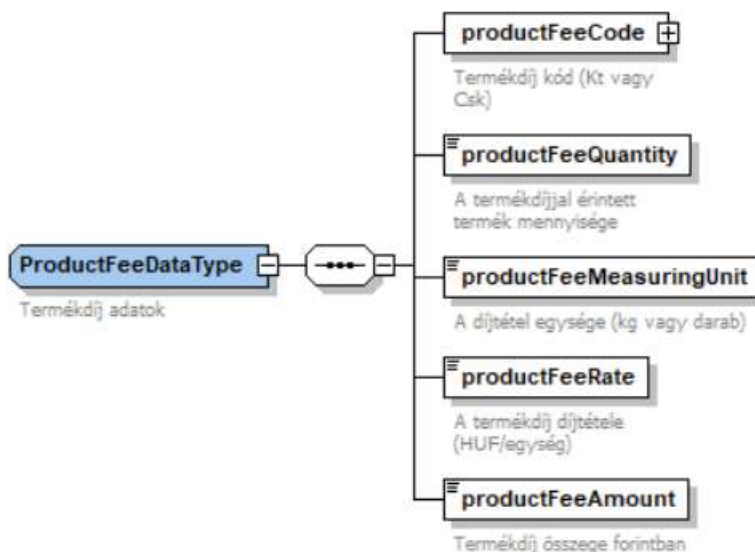 productFeeCode
Termékdíj kód (Kt vagy
Csk)
productFeeQuantity
A termékdíjjal érintett
termék mennyisége
ProductFeeDataType
Termékdíj adatok
productFeeMeasuringUnit
A díjtétel egysége (kg vagy darab)
productFeeRate
A termékdíj díjtétele
(HUF/egység)
productFeeAmount
Termékdíj összege forintban